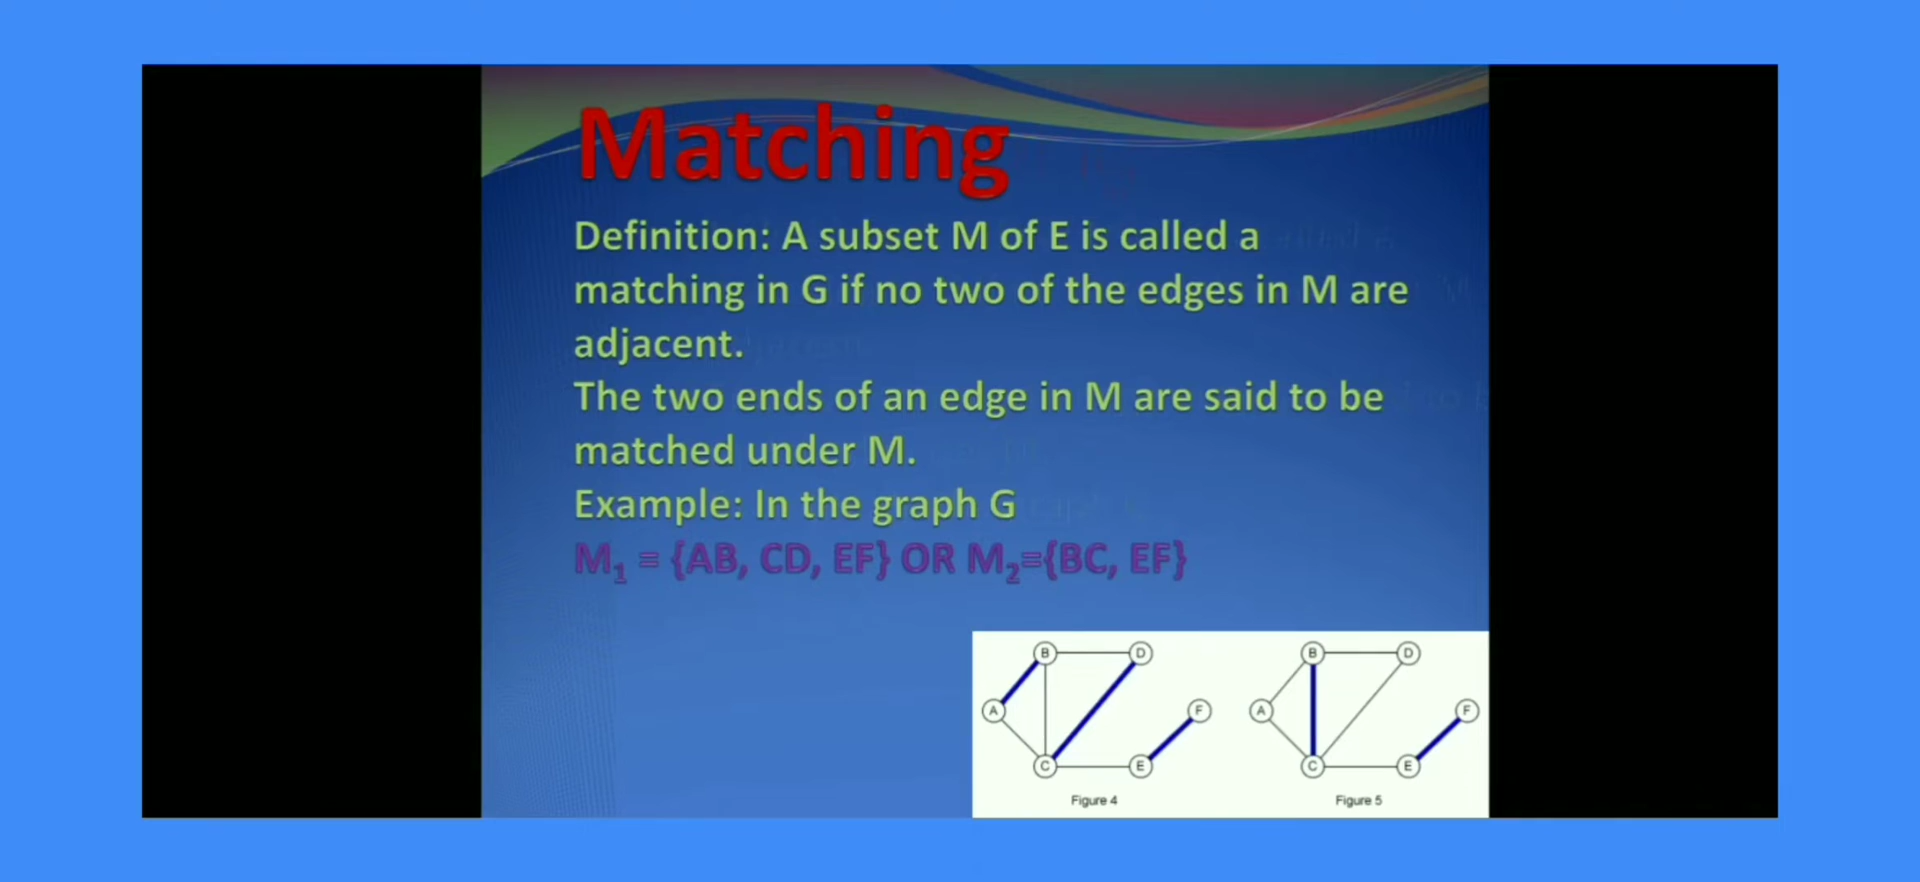 Matching
Definition: A subset M of E is called a
matching in G if no two of the edges in M are
adjacent.
The two ends of an edge in M are said to be
matched under M.
Example: In the graph G
M₁ = {AB, CD, EF} OR M₂={BC, EF}
B D B D
A F A F
C E C E
Figure 4 Figure 5